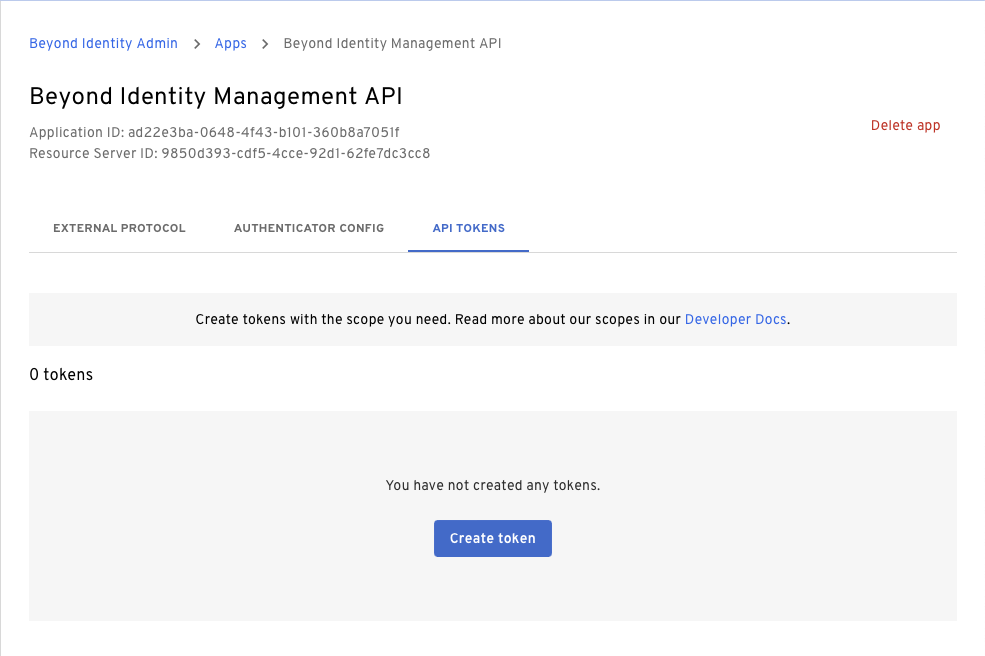 Beyond Identity Admin > Apps > Beyond Identity Management API
Beyond Identity Management API
Application ID: ad22e3ba-0648-4f43-b101-360b8a7051f
Delete app
Resource Server ID: 9850d393-cdf5-4cce-92d1-62fe7dc3cc8
EXTERNAL PROTOCOL AUTHENTICATOR CONFIG API TOKENS
Create tokens with the scope you need. Read more about our scopes in our Developer Docs.
0 tokens
You have not created any tokens.
Create token